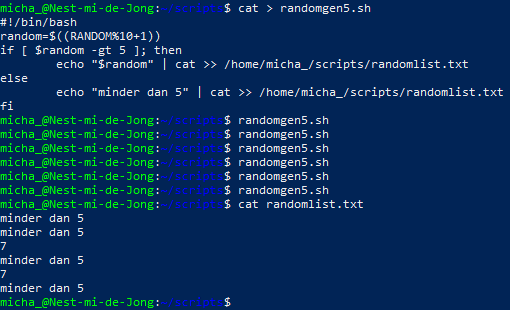 micha_@Nest-mi-de-Jong:~/scripts$ cat > randomgen5.sh
#!/bin/bash
random=$((RANDOM%10+1))
if [ $random -gt 5 ]; then
        echo "$random" | cat >> /home/micha_/scripts/randomlist.txt
else
        echo "minder dan 5" | cat >> /home/micha_/scripts/randomlist.txt
fi
micha_@Nest-mi-de-Jong:~/scripts$ randomgen5.sh
micha_@Nest-mi-de-Jong:~/scripts$ randomgen5.sh
micha_@Nest-mi-de-Jong:~/scripts$ randomgen5.sh
micha_@Nest-mi-de-Jong:~/scripts$ randomgen5.sh
micha_@Nest-mi-de-Jong:~/scripts$ randomgen5.sh
micha_@Nest-mi-de-Jong:~/scripts$ randomgen5.sh
micha_@Nest-mi-de-Jong:~/scripts$ cat randomlist.txt
minder dan 5
minder dan 5
7
minder dan 5
7
minder dan 5
micha_@Nest-mi-de-Jong:~/scripts$